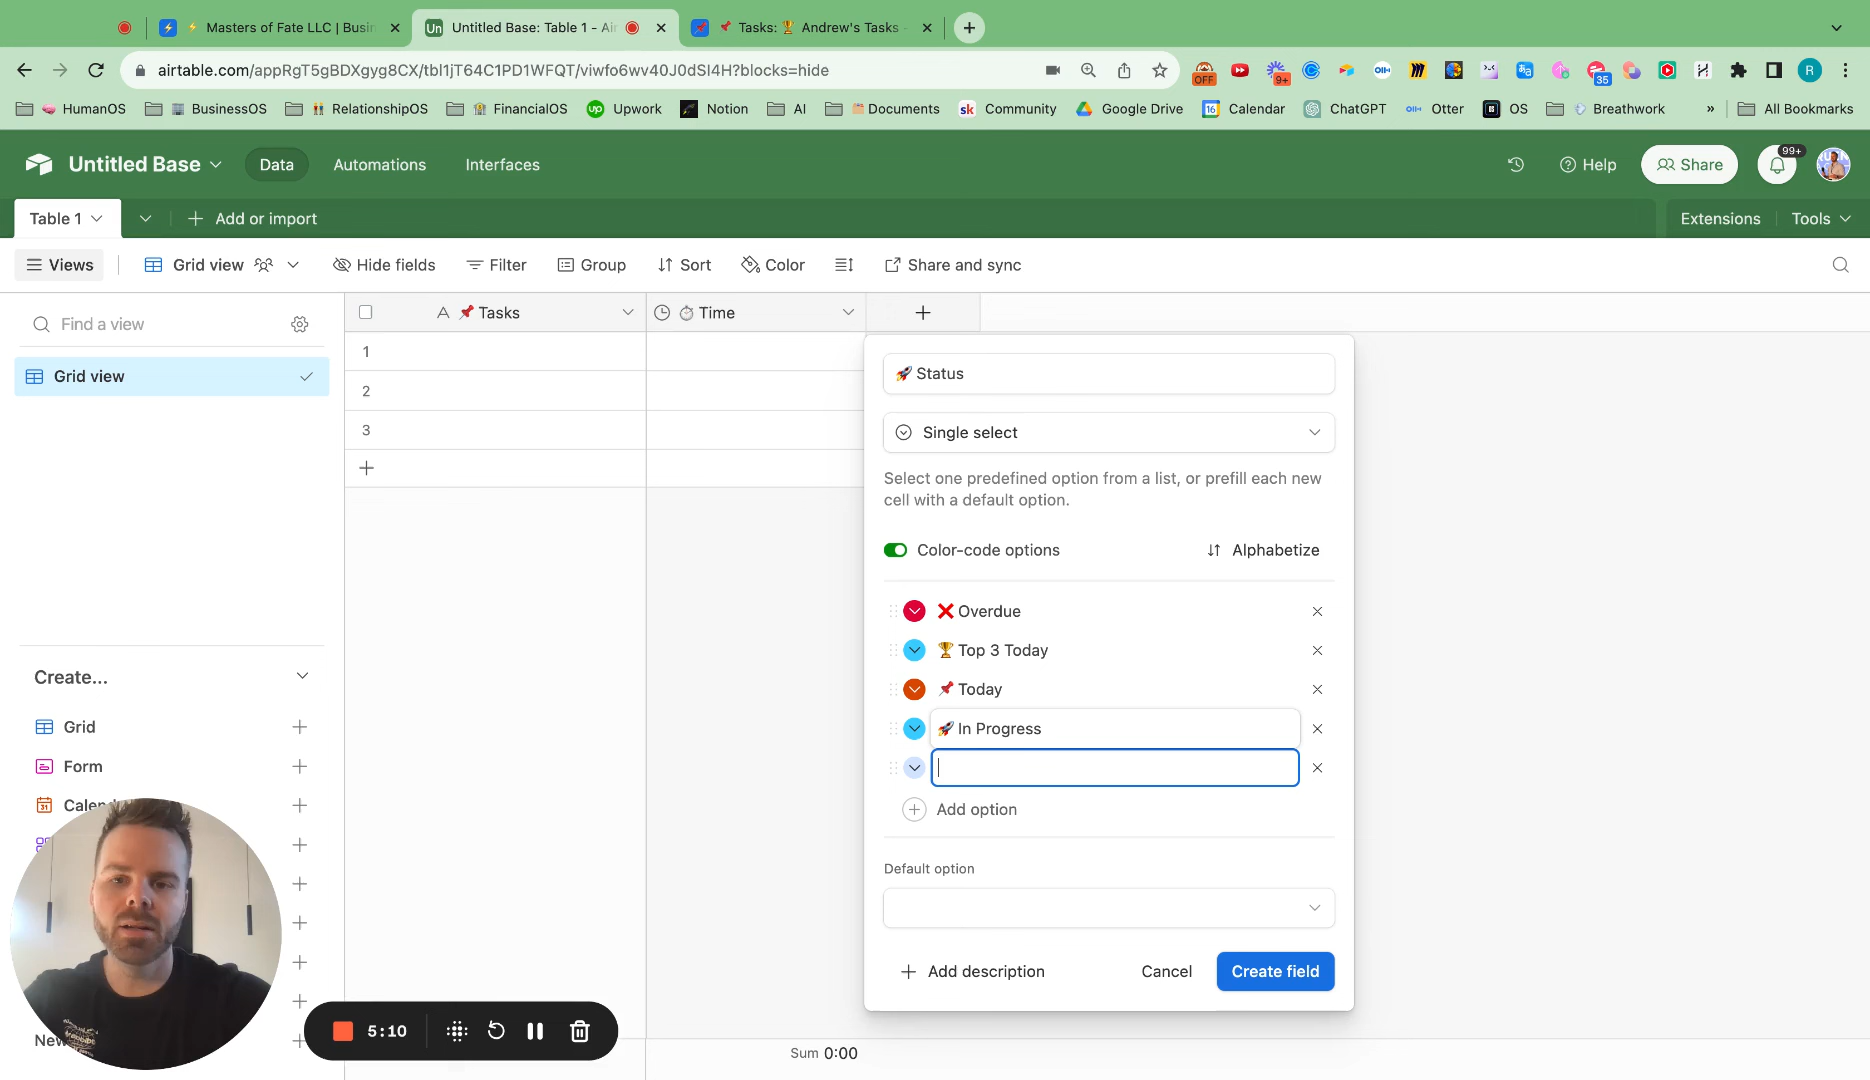 Masters of Fate LLC | Busin
Untitled Base: Table 1 - Air
Tasks: Andrew's Tasks -
airtable.com/appRgT5gBDXgyg8CX/tbl1jT64C1PD1WFQT/viwfo6wv40J0dSI4H?blocks=hide
OFF
9+
35
R
HumanOS
BusinessOS
RelationshipOS
FinancialOS
Upwork
Notion
AI
Documents
Community
Google Drive
Calendar
ChatGPT
Otter
OS
Breathwork
»
All Bookmarks
Untitled Base
Data
Automations
Interfaces
Help
Share
99+
Table 1
Add or import
Extensions
Tools
Views
Grid view
Hide fields
Filter
Group
Sort
Color
Share and sync
Find a view
Grid view
Tasks
Time
1
2
3
Status
Single select
Select one predefined option from a list, or prefill each new
cell with a default option.
Color-code options
Alphabetize
Overdue
Top 3 Today
Today
In Progress
Add option
Default option
Add description
Cancel
Create field
Create...
Grid
Form
5:10
Sum 0:00